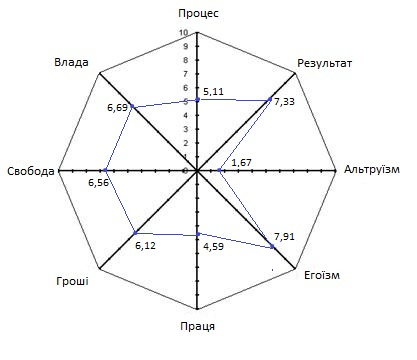 Процес
10
9
Влада
8
Результат
7
6
6,69
5
5,11
7,33
4
3
2
1
1,67
Свобода
0
Альтруїзм
6,56
7,91
6,12
4,59
Гроші
Егоїзм
Праця